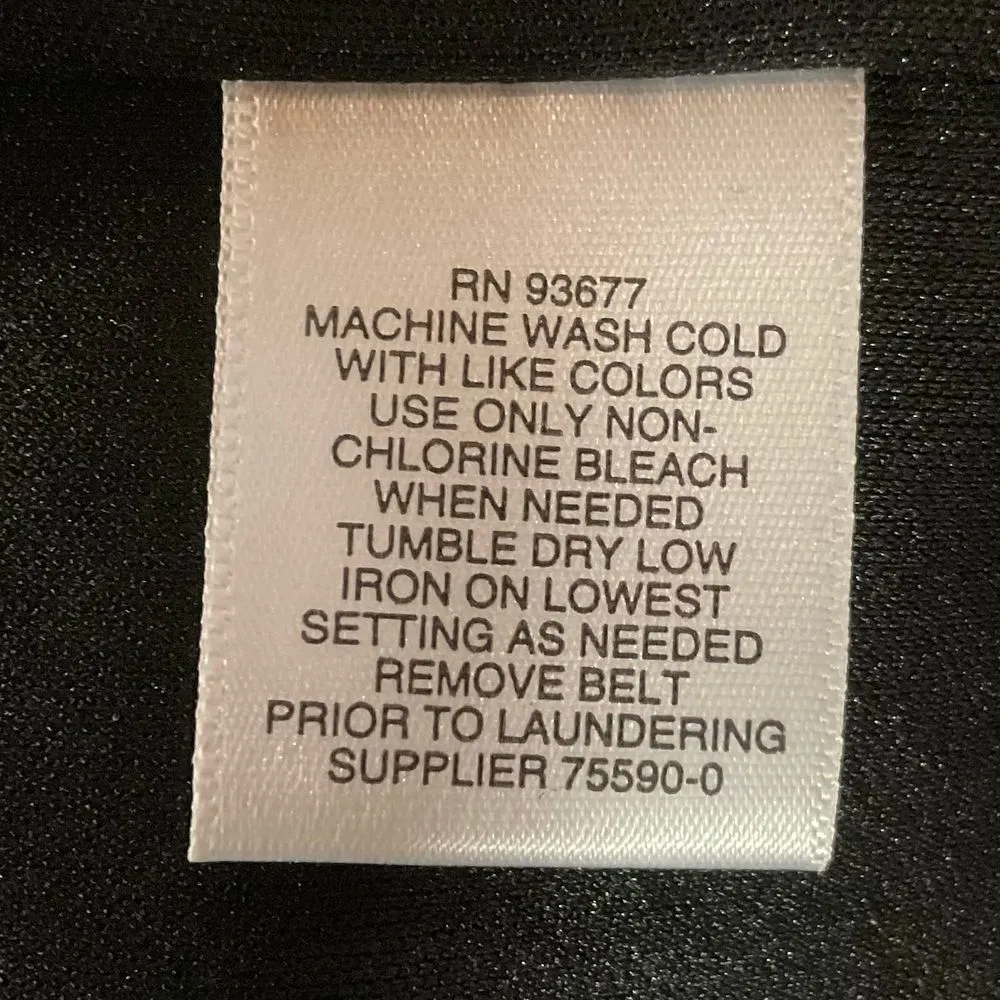 RN 93677
MACHINE WASH COLD
WITH LIKE COLORS
USE ONLY NON-
CHLORINE BLEACH
WHEN NEEDED
TUMBLE DRY LOW
IRON ON LOWEST
SETTING AS NEEDED
REMOVE BELT
PRIOR TO LAUNDERING
SUPPLIER 75590-0